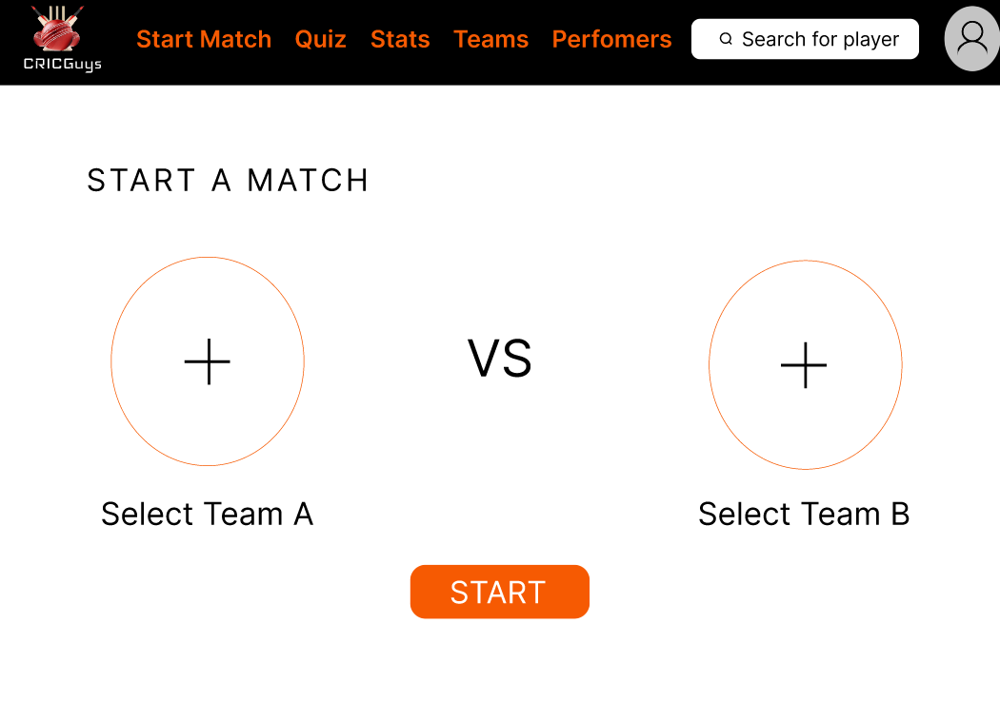 CRICGuys
Start Match Quiz Stats Teams Perfomers Search for player
START A MATCH
VS
Select Team A Select Team B
START